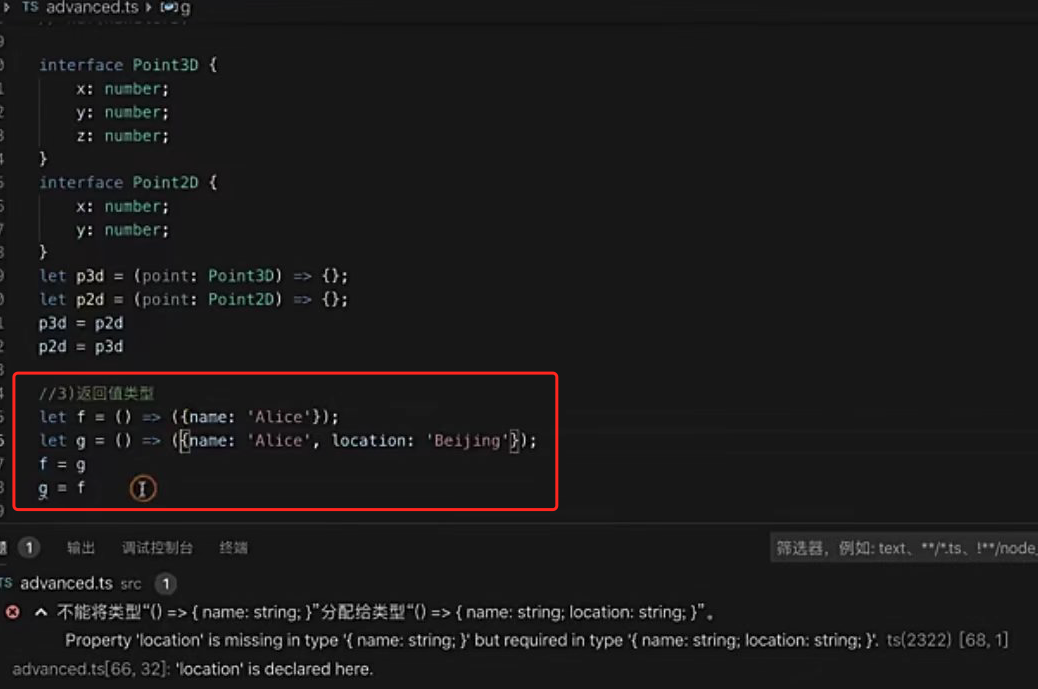 TS advanced.ts g
interface Point3D {
x: number;
y: number;
z: number;
}
interface Point2D {
x: number;
y: number;
}
let p3d = (point: Point3D) => {};
let p2d = (point: Point2D) => {};
p3d = p2d
p2d = p3d
//3)返回值类型
let f = () => ({name: 'Alice'});
let g = () => ({name: 'Alice', location: 'Beijing'});
f = g
g = f
1 输出 调试控制台 终端 筛选器，例如: text、**/*.ts、!**/node_
TS advanced.ts src 1
不能将类型“() => { name: string; }”分配给类型“() => { name: string; location: string; }”。
Property 'location' is missing in type '{ name: string; }' but required in type '{ name: string; location: string; }'. ts(2322) [68, 1]
advanced.ts[66, 32]: 'location' is declared here.